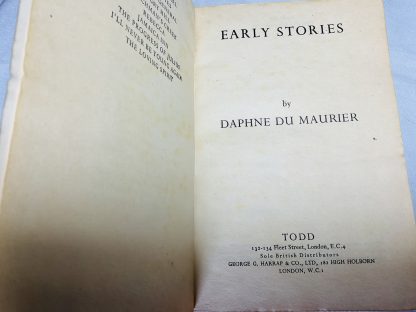 REBECCA
JAMAICA INN
THE PROGRESS OF JULIUS
I'LL NEVER BE YOUNG AGAIN
THE LOVING SPIRIT
EARLY STORIES
by
DAPHNE DU MAURIER
TODD
132-134 Fleet Street, London, E.C.4
Sole British Distributors
GEORGE G. HARRAP & CO., LTD., 182 HIGH HOLBORN
LONDON, W.C.1